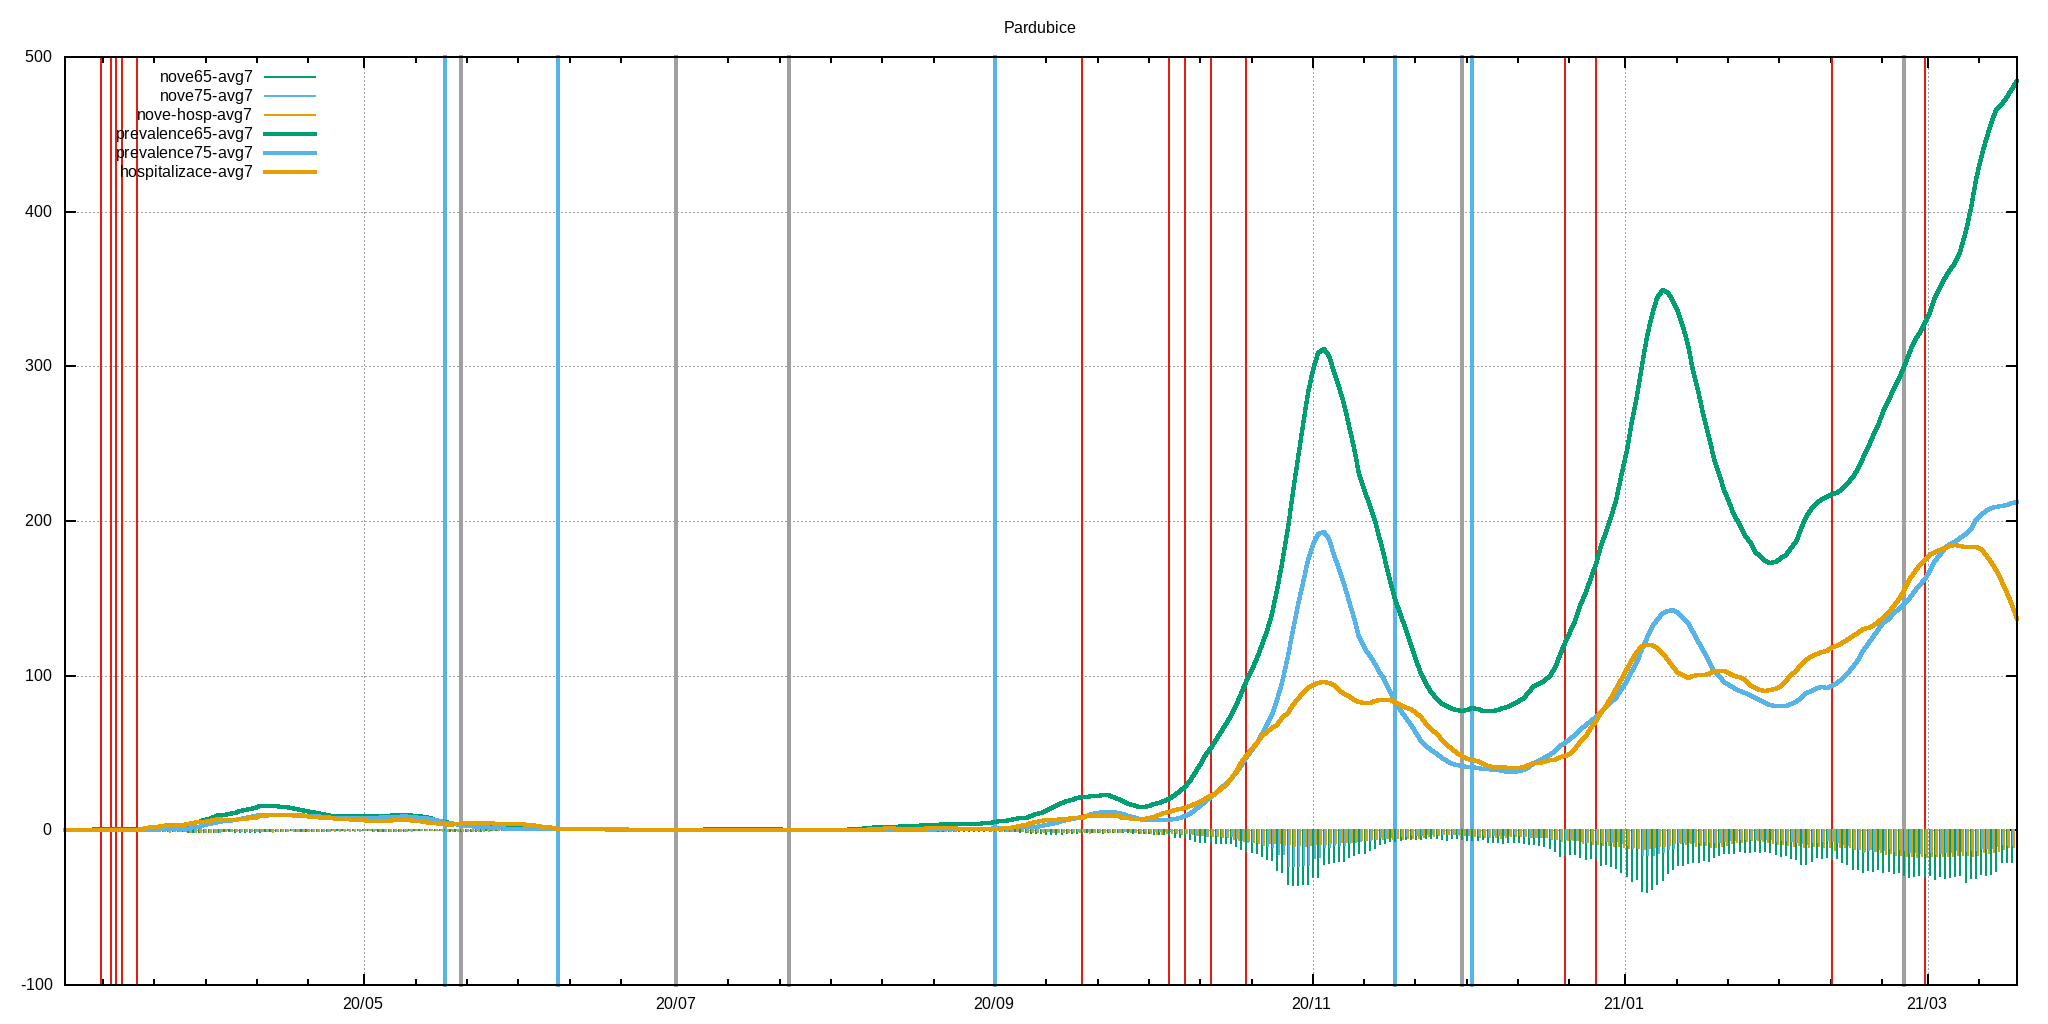 Pardubice
500
nove65-avg7
nove75-avg7
nove-hosp-avg7
prevalence65-avg7
prevalence75-avg7
hospitalizace-avg7
400
300
200
100
0
-100
20/05 20/07 20/09 20/11 21/01 21/03